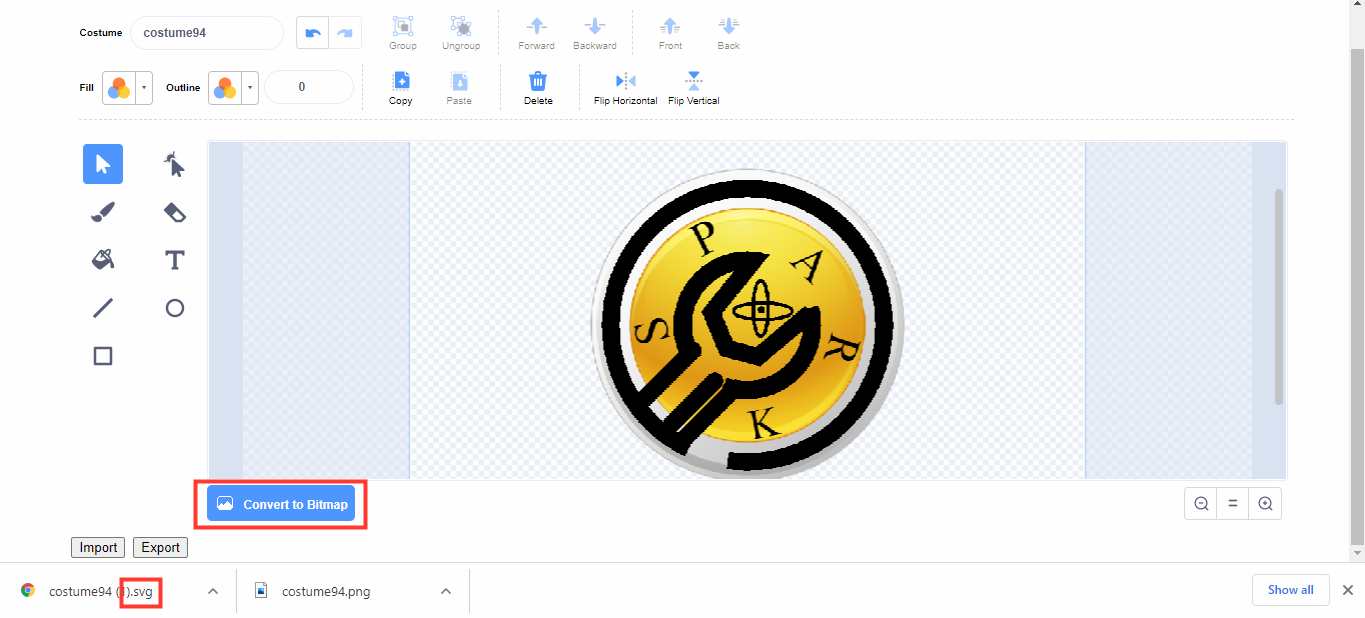 Costume costume94 Group Ungroup Forward Backward Front Back
Fill Outline 0 Copy Paste Delete Flip Horizontal Flip Vertical
S P A R K
Convert to Bitmap
Import Export
costume94 (1).svg costume94.png Show all